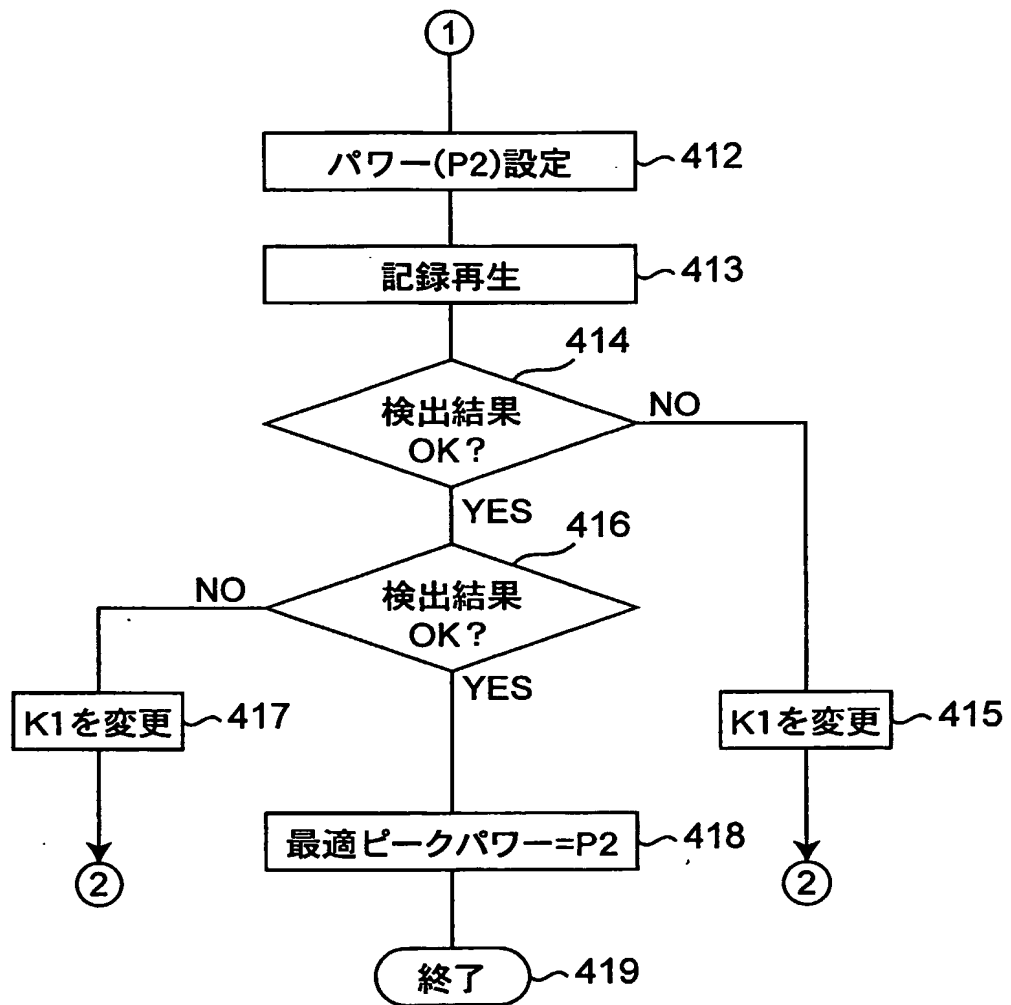 1
パワー(P2)設定
412
記録再生
413
414
検出結果
OK?
NO
YES
416
検出結果
OK?
NO
YES
K1を変更
417
K1を変更
415
最適ピークパワー=P2
418
2
2
終了
419